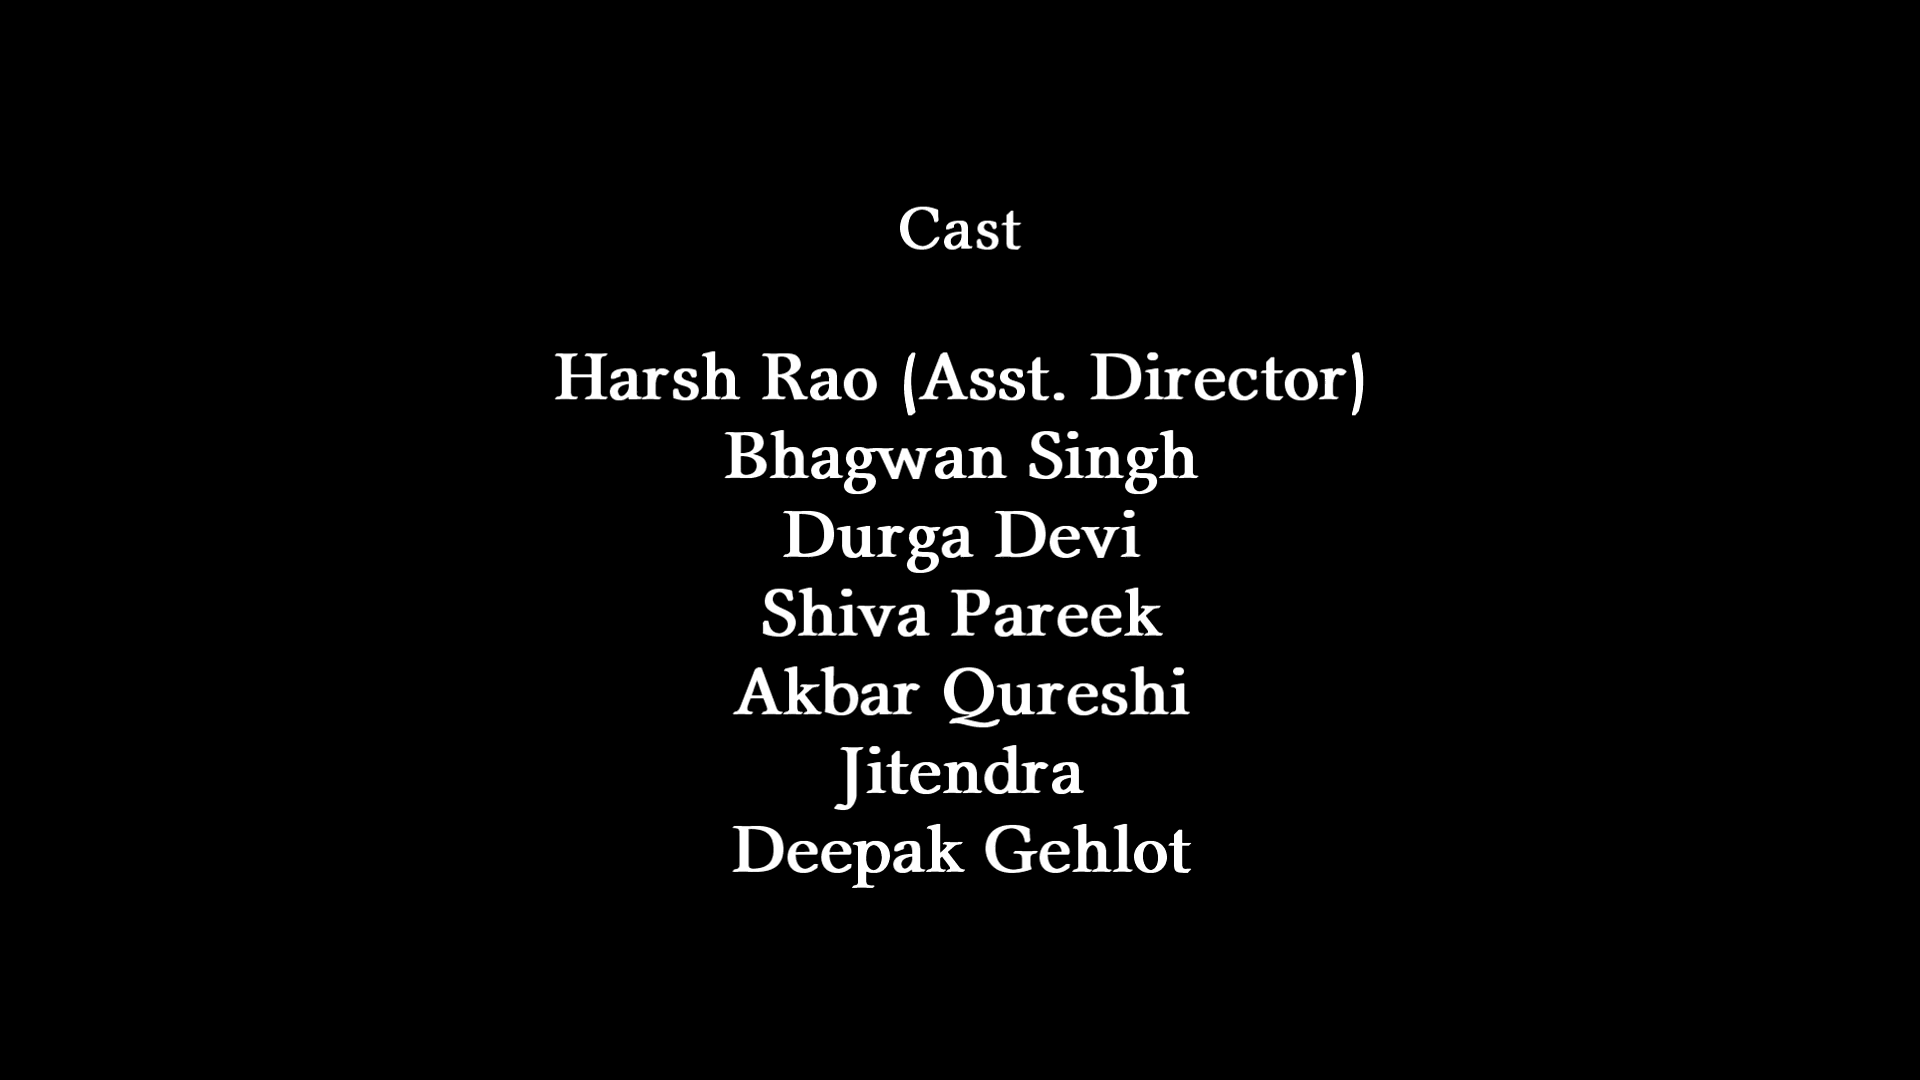 Cast
Harsh Rao (Asst. Director)
Bhagwan Singh
Durga Devi
Shiva Pareek
Akbar Qureshi
Jitendra
Deepak Gehlot